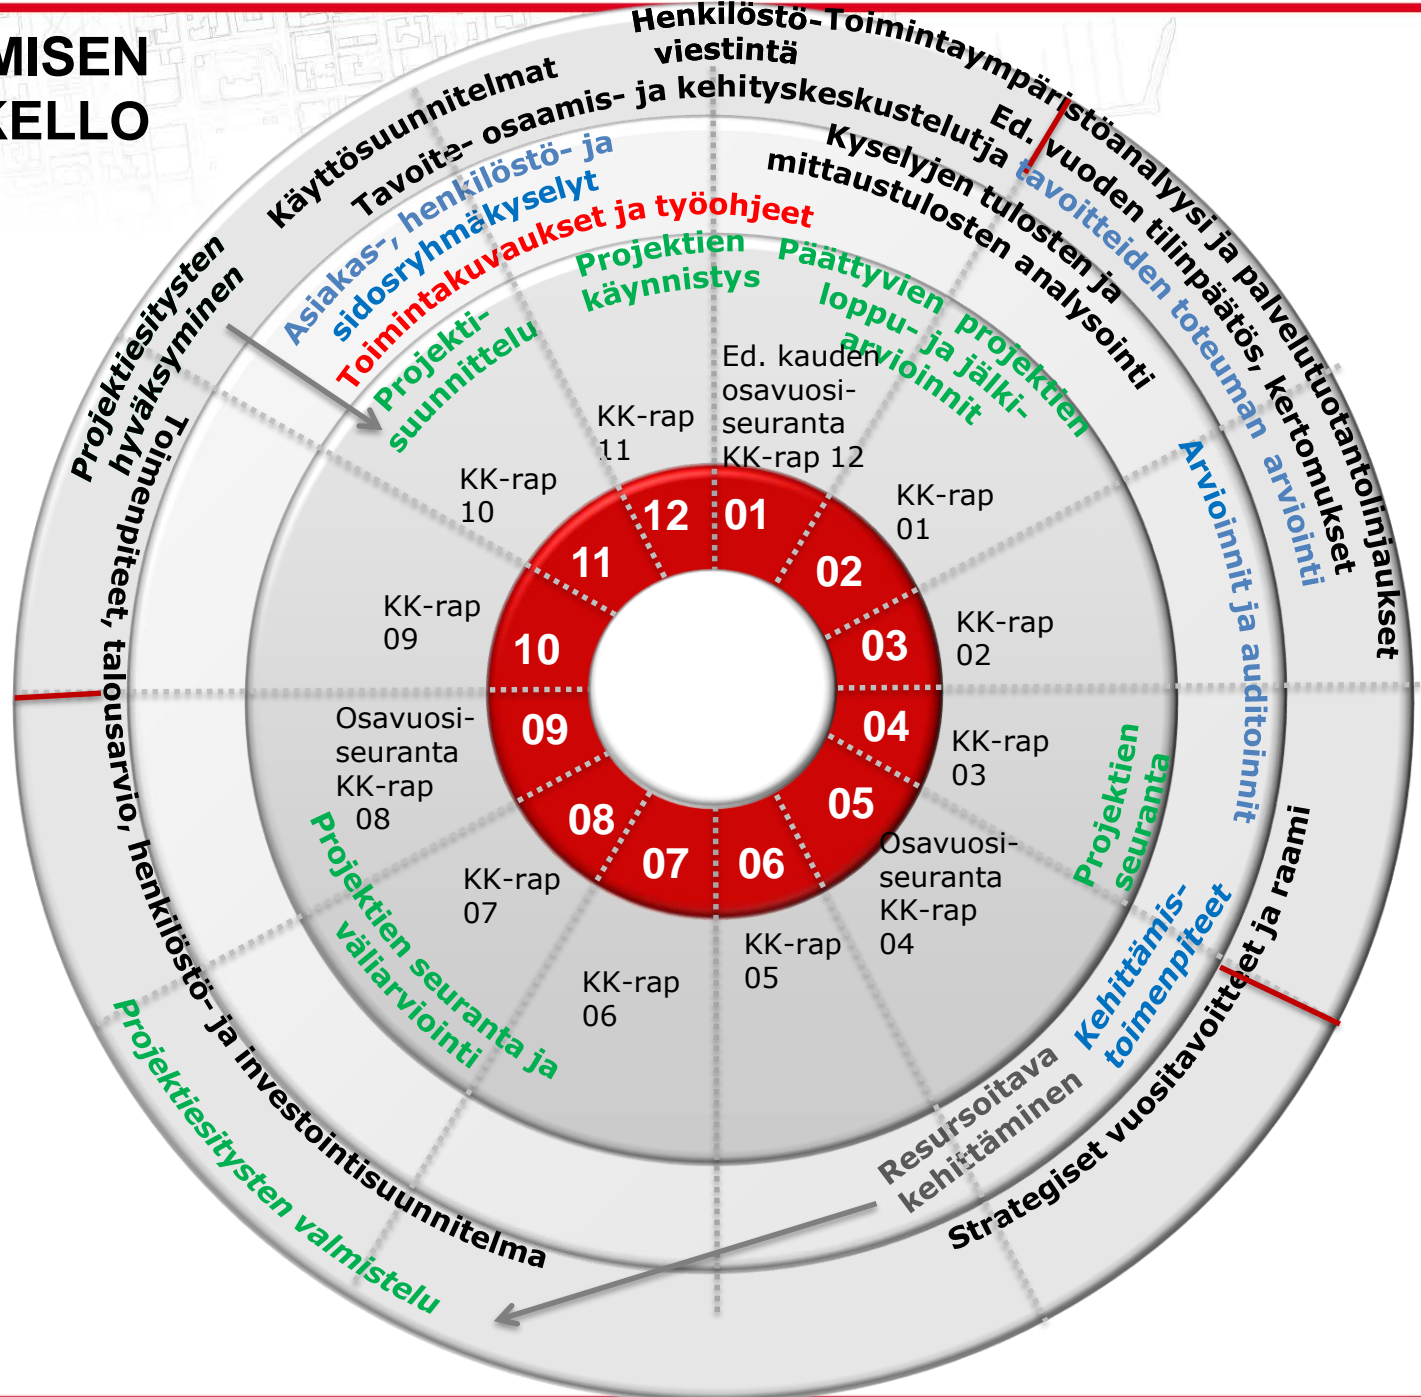 MISEN
KELLO
Henkilöstö-
viestintä
Toimintaympäristöanalyysi ja palvelutuotantolinjaukset
Ed. vuoden tilinpäätös, kertomukset
tavoitteiden toteuman arviointi
Käyttösuunnitelmat
Tavoite- osaamis- ja kehityskeskustelutja
Kyselyjen tulosten ja
mittaustulosten analysointi
Asiakas-, henkilöstö- ja
sidosryhmäkyselyt
Toimintakuvaukset ja työohjeet
Projektiesitysten
hyväksyminen
Projekti-
suunnittelu
Projektien
käynnistys
Päättyvien projektien
loppu- ja jälki-
arvioinnit
Arvioinnit ja auditoinnit
Toimenpiteet, talousarvio, henkilöstö- ja investointisuunnitelma
Ed. kauden
osavuosi-
seuranta
KK-rap 12
KK-rap
11
KK-rap
10
KK-rap
09
KK-rap
01
KK-rap
02
KK-rap
03
12
01
11
02
10
03
09
04
08
05
07
06
Osavuosi-
seuranta
KK-rap
08
KK-rap
07
KK-rap
06
KK-rap
05
Osavuosi-
seuranta
KK-rap
04
Projektien
seuranta
Projektien seuranta ja
väliarviointi
Kehittämis-
toimenpiteet
Resursoitava
kehittäminen
Strategiset vuositavoitteet ja raami
Projektiesitysten valmistelu